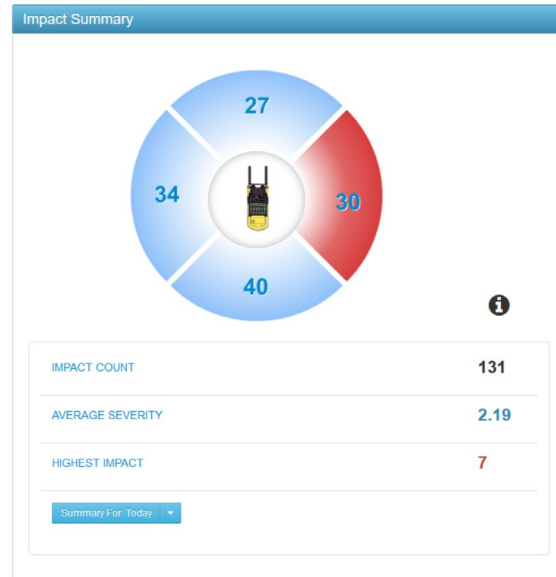 Impact Summary
27
34
30
40
IMPACT COUNT 131
AVERAGE SEVERITY 2.19
HIGHEST IMPACT 7
Summary For: Today